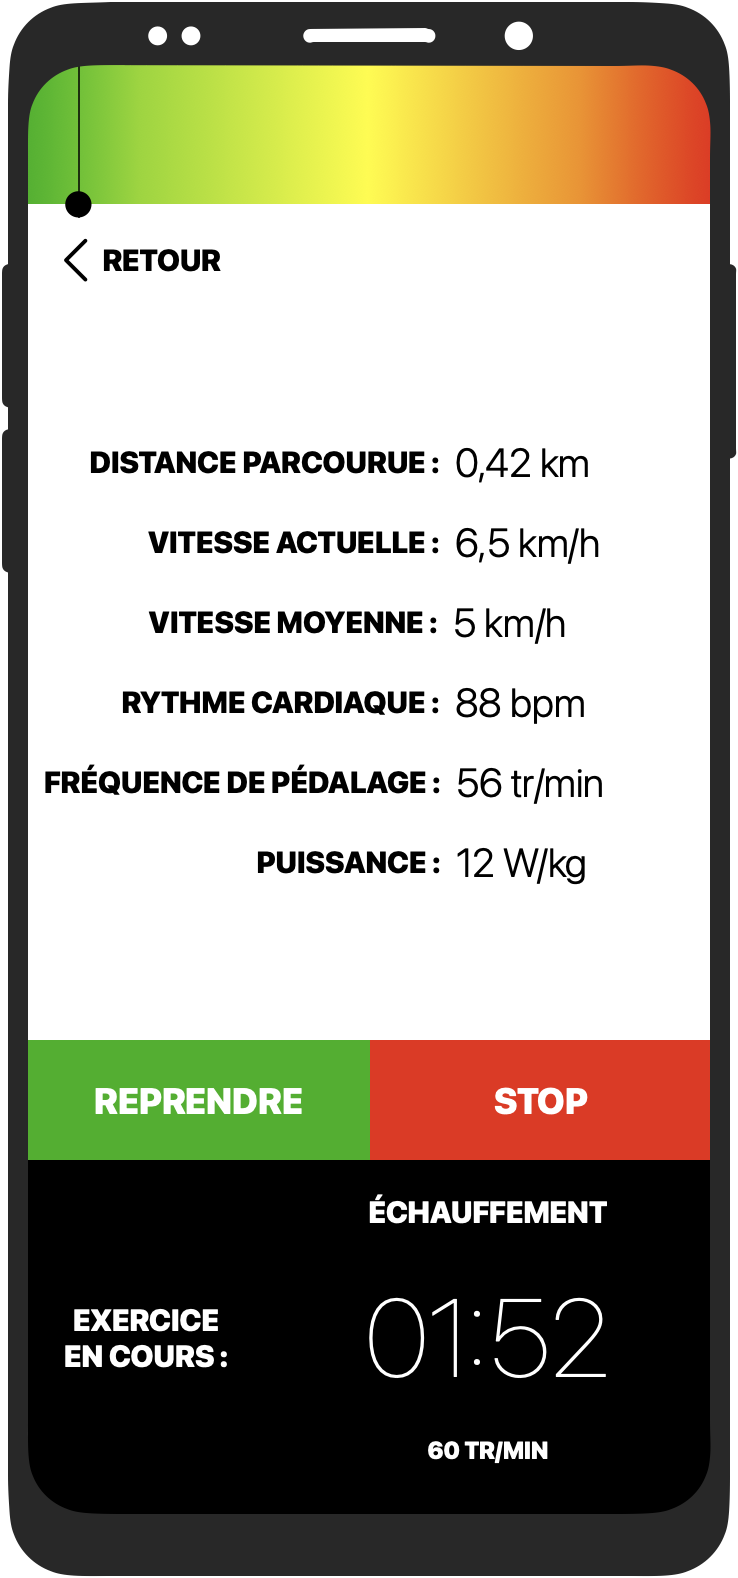 RETOUR
DISTANCE PARCOURUE : 0,42 km
VITESSE ACTUELLE : 6,5 km/h
VITESSE MOYENNE : 5 km/h
RYTHME CARDIAQUE : 88 bpm
FRÉQUENCE DE PÉDALAGE : 56 tr/min
PUISSANCE : 12 W/kg
REPRENDRE STOP
ÉCHAUFFEMENT
EXERCICE
EN COURS :
01:52
60 TR/MIN